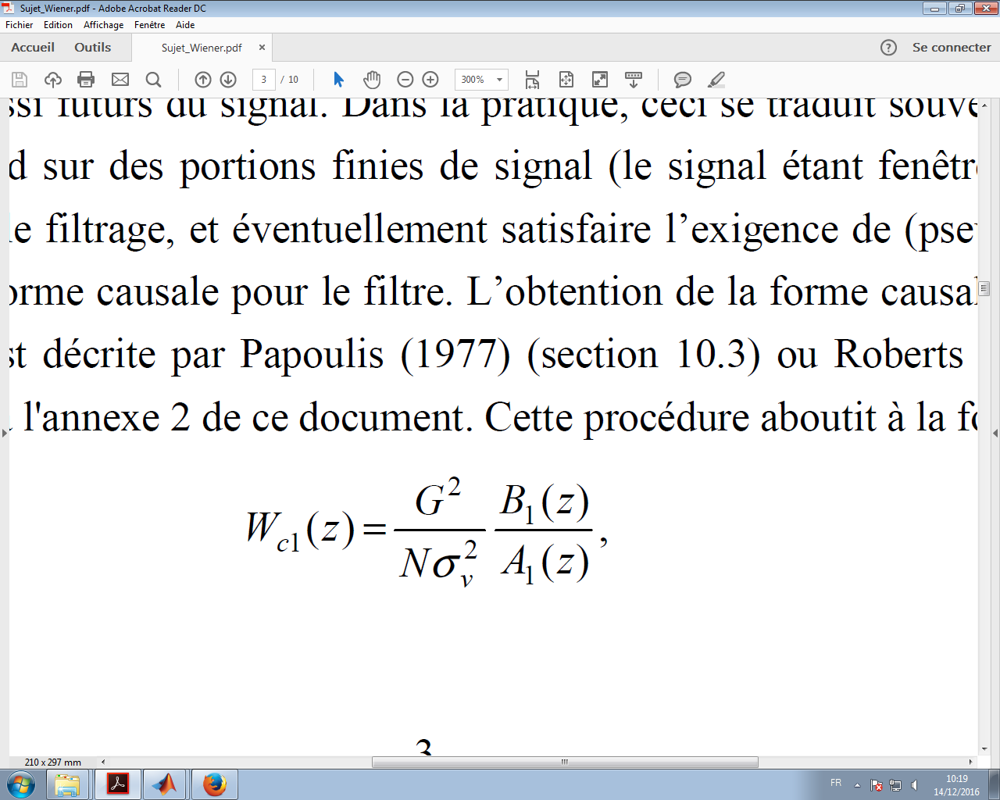 Sujet_Wiener.pdf - Adobe Acrobat Reader DC
Fichier Edition Affichage Fenêtre Aide
Accueil Outils Sujet_Wiener.pdf × ? Se connecter
3 / 10 300%
ssi futurs du signal. Dans la pratique, ceci se traduit souve
d sur des portions finies de signal (le signal étant fenêtre
le filtrage, et éventuellement satisfaire l’exigence de (pseu
orme causale pour le filtre. L’obtention de la forme causal
st décrite par Papoulis (1977) (section 10.3) ou Roberts
l'annexe 2 de ce document. Cette procédure aboutit à la fo
W_{c1}(z) = \frac{G^2}{N\sigma_v^2} \frac{B_1(z)}{A_1(z)},
3
210 x 297 mm
FR 10:19
14/12/2016